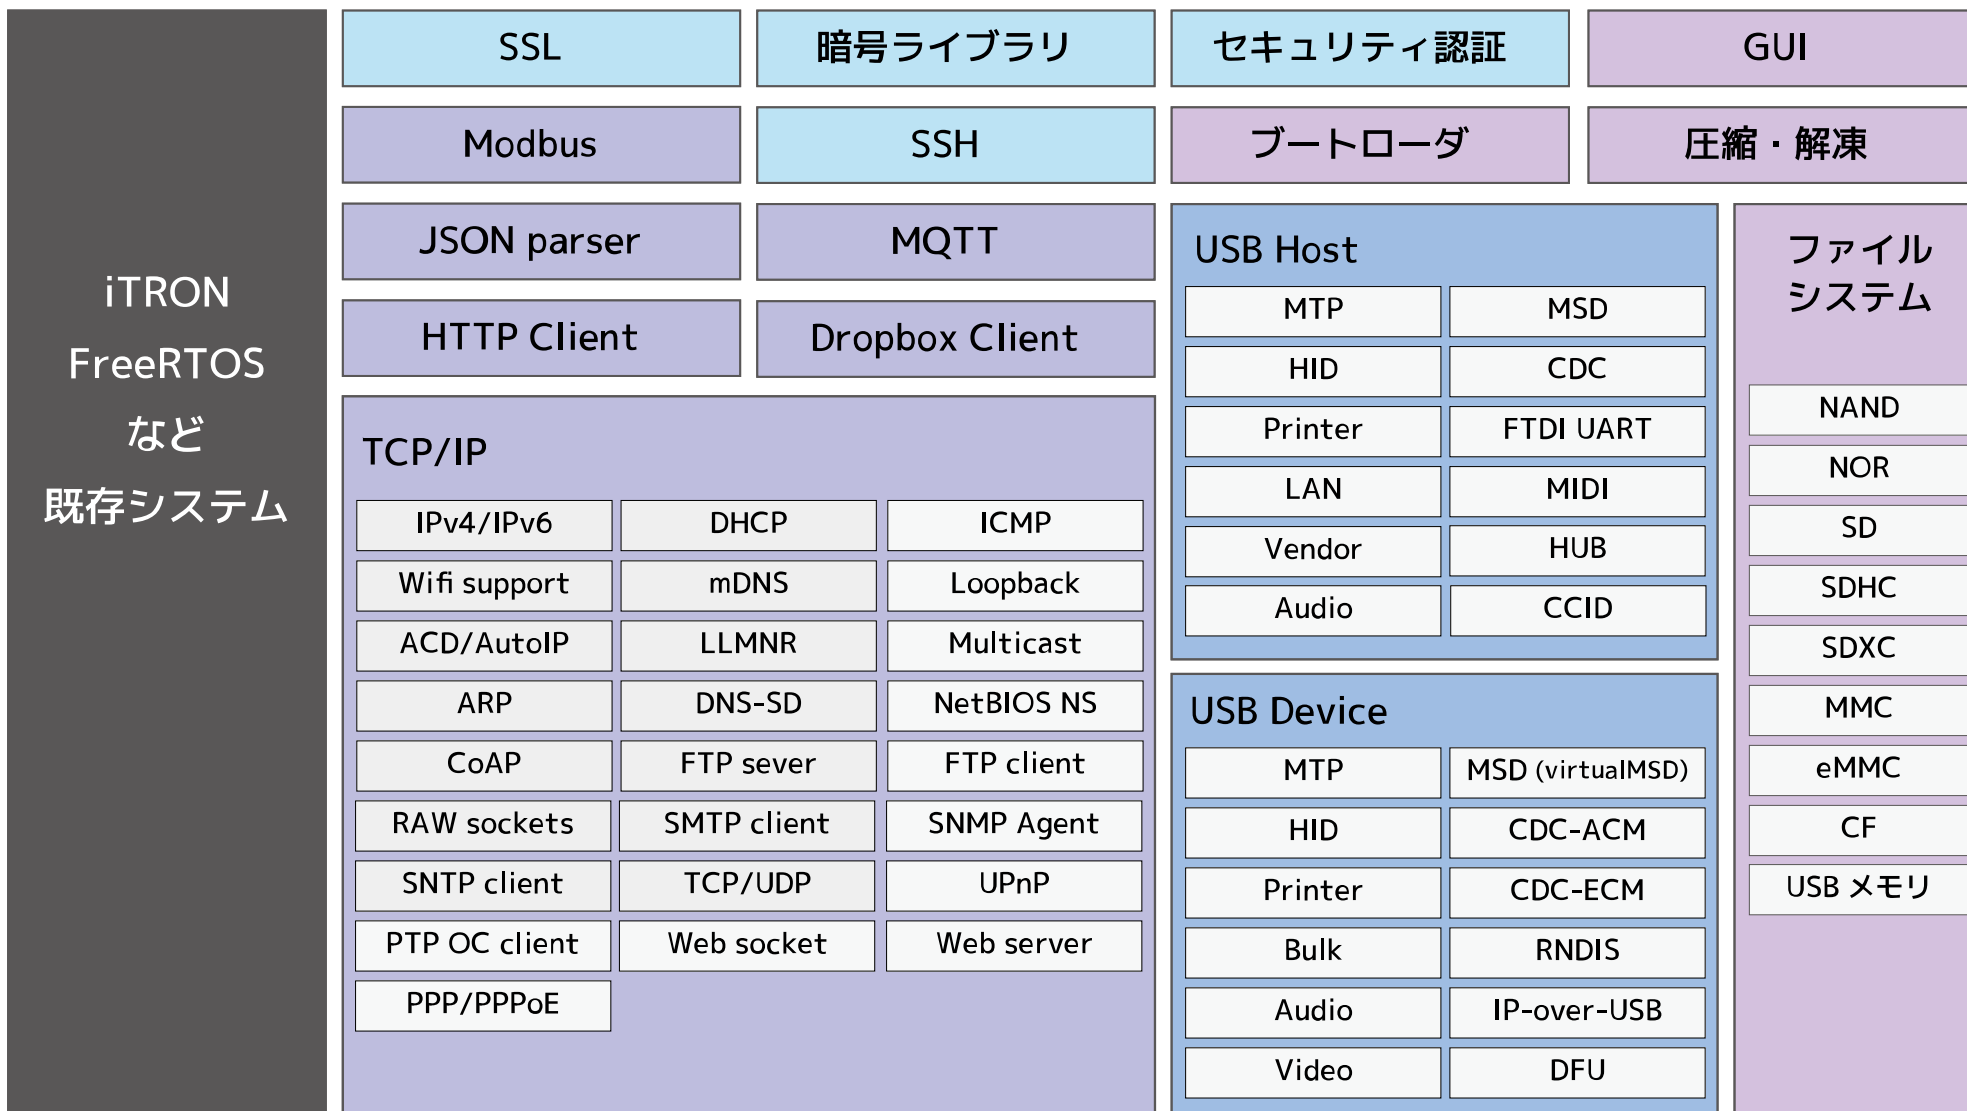 iTRON
FreeRTOS
など
既存システム
SSL
暗号ライブラリ
セキュリティ認証
GUI
Modbus
SSH
ブートローダ
圧縮・解凍
JSON parser
MQTT
HTTP Client
Dropbox Client
TCP/IP
IPv4/IPv6
DHCP
ICMP
Wifi support
mDNS
Loopback
ACD/AutoIP
LLMNR
Multicast
ARP
DNS-SD
NetBIOS NS
CoAP
FTP sever
FTP client
RAW sockets
SMTP client
SNMP Agent
SNTP client
TCP/UDP
UPnP
PTP OC client
Web socket
Web server
PPP/PPPoE
USB Host
MTP
MSD
HID
CDC
Printer
FTDI UART
LAN
MIDI
Vendor
HUB
Audio
CCID
USB Device
MTP
MSD (virtualMSD)
HID
CDC-ACM
Printer
CDC-ECM
Bulk
RNDIS
Audio
IP-over-USB
Video
DFU
ファイル
システム
NAND
NOR
SD
SDHC
SDXC
MMC
eMMC
CF
USB メモリ